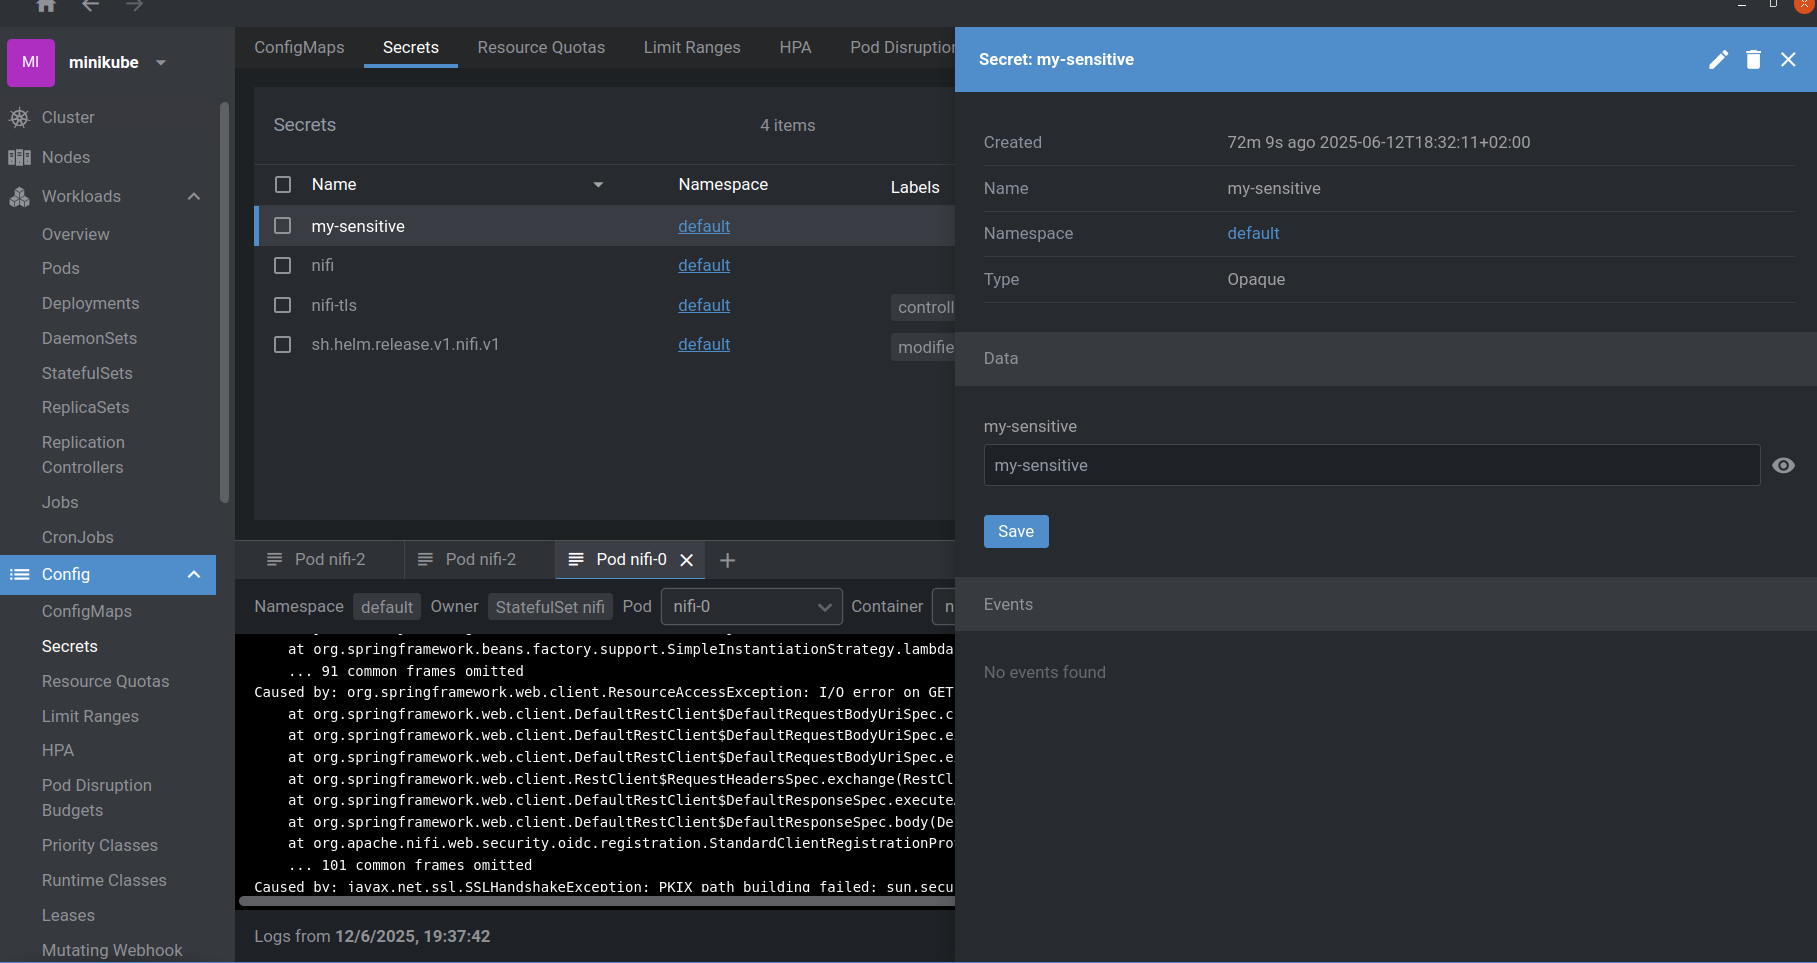 MI
minikube
Cluster
Nodes
Workloads
Overview
Pods
Deployments
DaemonSets
StatefulSets
ReplicaSets
Replication
Controllers
Jobs
CronJobs
Config
ConfigMaps
Secrets
Resource Quotas
Limit Ranges
HPA
Pod Disruption
Budgets
Priority Classes
Runtime Classes
Leases
Mutating Webhook
ConfigMaps Secrets Resource Quotas Limit Ranges HPA Pod Disruption
Secrets 4 items
Name Namespace Labels
my-sensitive default
nifi default
nifi-tls default controll
sh.helm.release.v1.nifi.v1 default modifie
Pod nifi-2 Pod nifi-2 Pod nifi-0
Namespace default Owner StatefulSet nifi Pod nifi-0 Container n
at org.springframework.beans.factory.support.SimpleInstantiationStrategy.lambda
... 91 common frames omitted
Caused by: org.springframework.web.client.ResourceAccessException: I/O error on GET
at org.springframework.web.client.DefaultRestClient$DefaultRequestBodyUriSpec.c
at org.springframework.web.client.DefaultRestClient$DefaultRequestBodyUriSpec.e
at org.springframework.web.client.DefaultRestClient$DefaultRequestBodyUriSpec.e
at org.springframework.web.client.RestClient$RequestHeadersSpec.exchange(RestCl
at org.springframework.web.client.DefaultRestClient$DefaultResponseSpec.execute
at org.springframework.web.client.DefaultRestClient$DefaultResponseSpec.body(De
at org.apache.nifi.web.security.oidc.registration.StandardClientRegistrationPro
... 101 common frames omitted
Caused by: javax.net.ssl.SSLHandshakeException: PKIX path building failed: sun.secu
Logs from 12/6/2025, 19:37:42
Secret: my-sensitive
Created 72m 9s ago 2025-06-12T18:32:11+02:00
Name my-sensitive
Namespace default
Type Opaque
Data
my-sensitive
my-sensitive
Save
Events
No events found